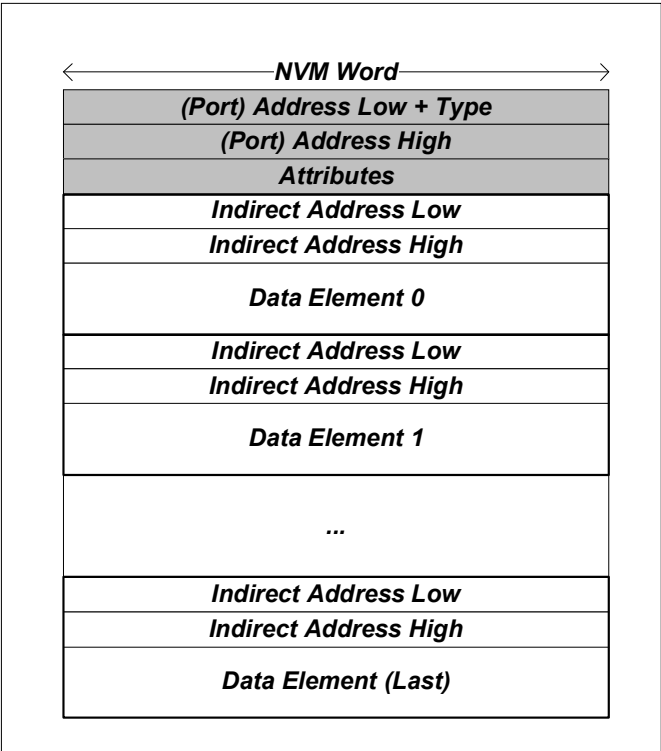 NVM Word
(Port) Address Low + Type
(Port) Address High
Attributes
Indirect Address Low
Indirect Address High
Data Element 0
Indirect Address Low
Indirect Address High
Data Element 1
...
Indirect Address Low
Indirect Address High
Data Element (Last)